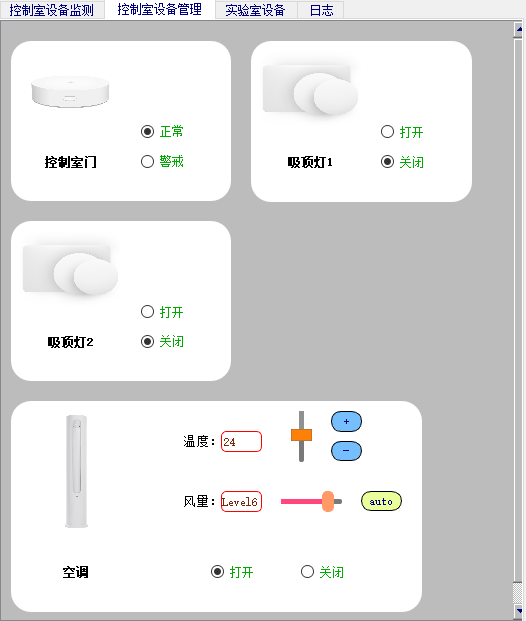 控制室设备监测 控制室设备管理 实验室设备 日志
正常
控制室门 警戒
打开
吸顶灯1 关闭
打开
吸顶灯2 关闭
+
温度: 24
-
风量: Level6 auto
空调 打开 关闭